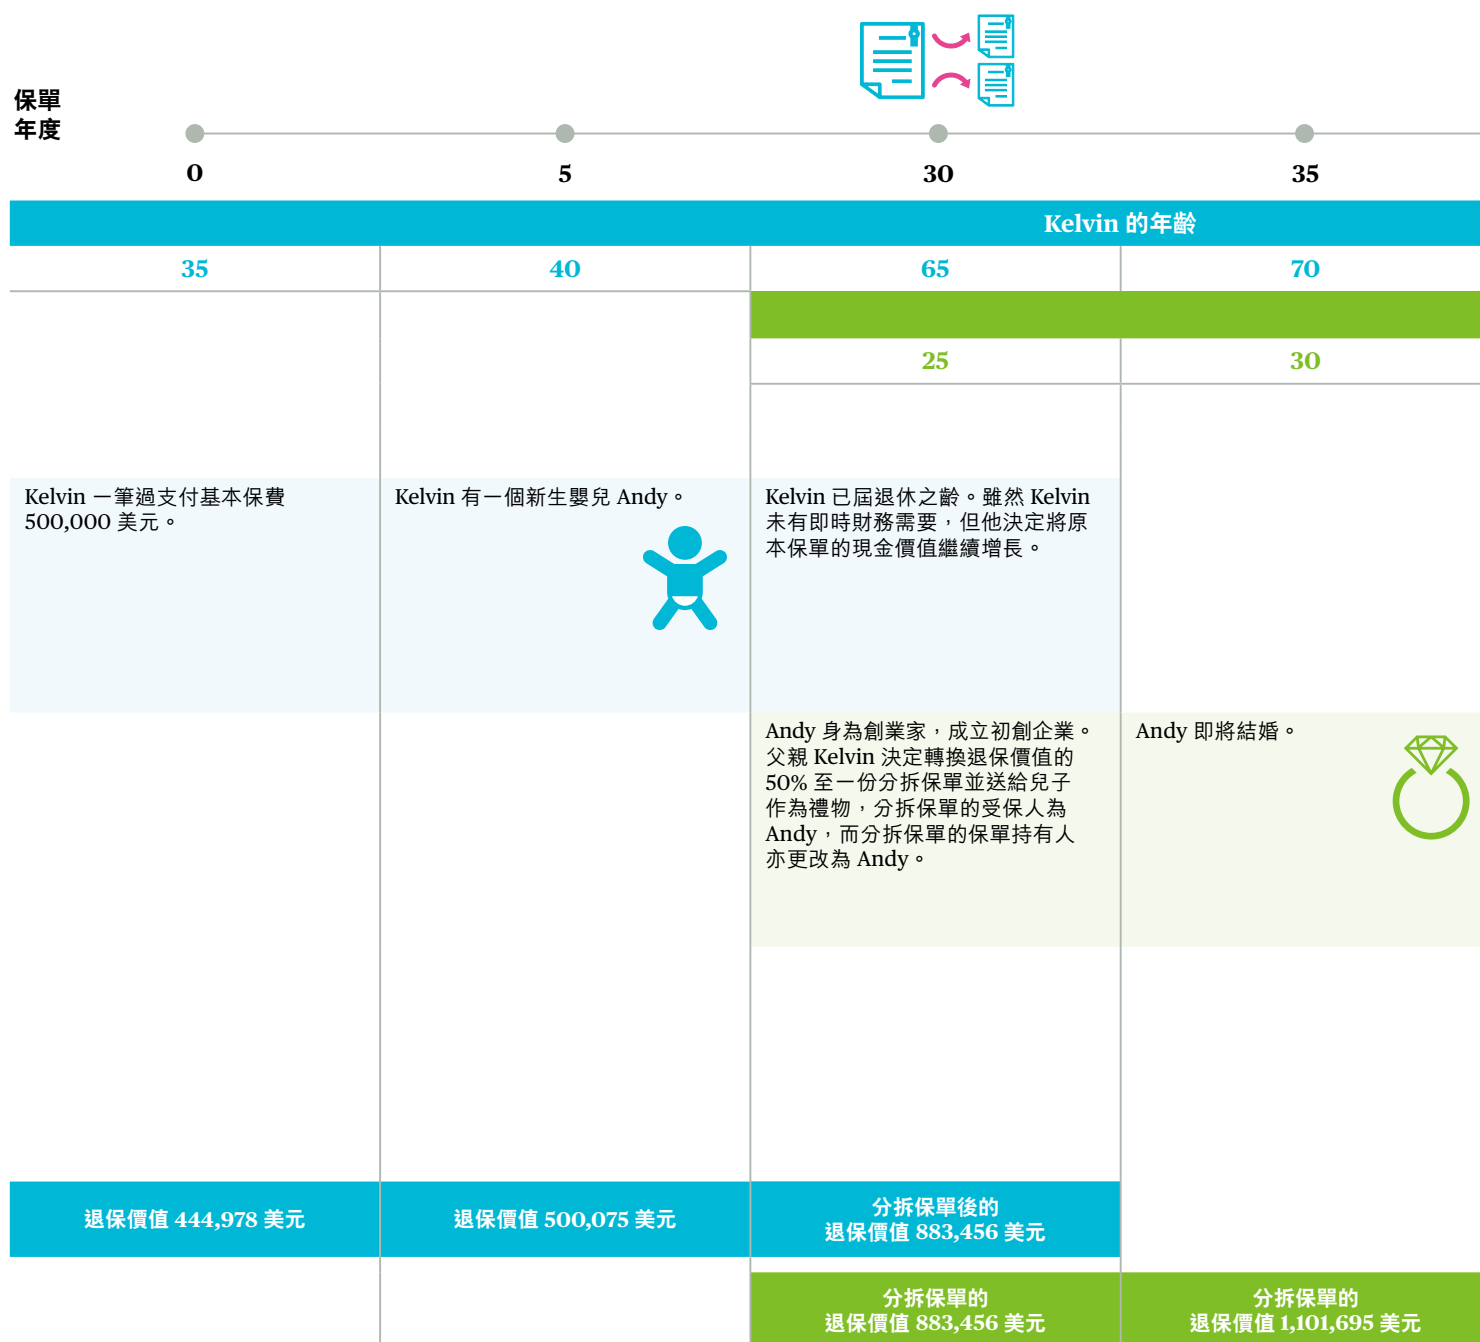 保單
年度
0
5
30
35
Kelvin 的年齡
35
40
65
70
25
30
Kelvin 一筆過支付基本保費
500,000 美元。
Kelvin 有一個新生嬰兒 Andy。
Kelvin 已屆退休之齡。雖然 Kelvin
未有即時財務需要，但他決定將原
本保單的現金價值繼續增長。
Andy 身為創業家，成立初創企業。
父親 Kelvin 決定轉換退保價值的
50% 至一份分拆保單並送給兒子
作為禮物，分拆保單的受保人為
Andy，而分拆保單的保單持有人
亦更改為 Andy。
Andy 即將結婚。
退保價值 444,978 美元
退保價值 500,075 美元
分拆保單後的
退保價值 883,456 美元
分拆保單的
退保價值 883,456 美元
分拆保單的
退保價值 1,101,695 美元